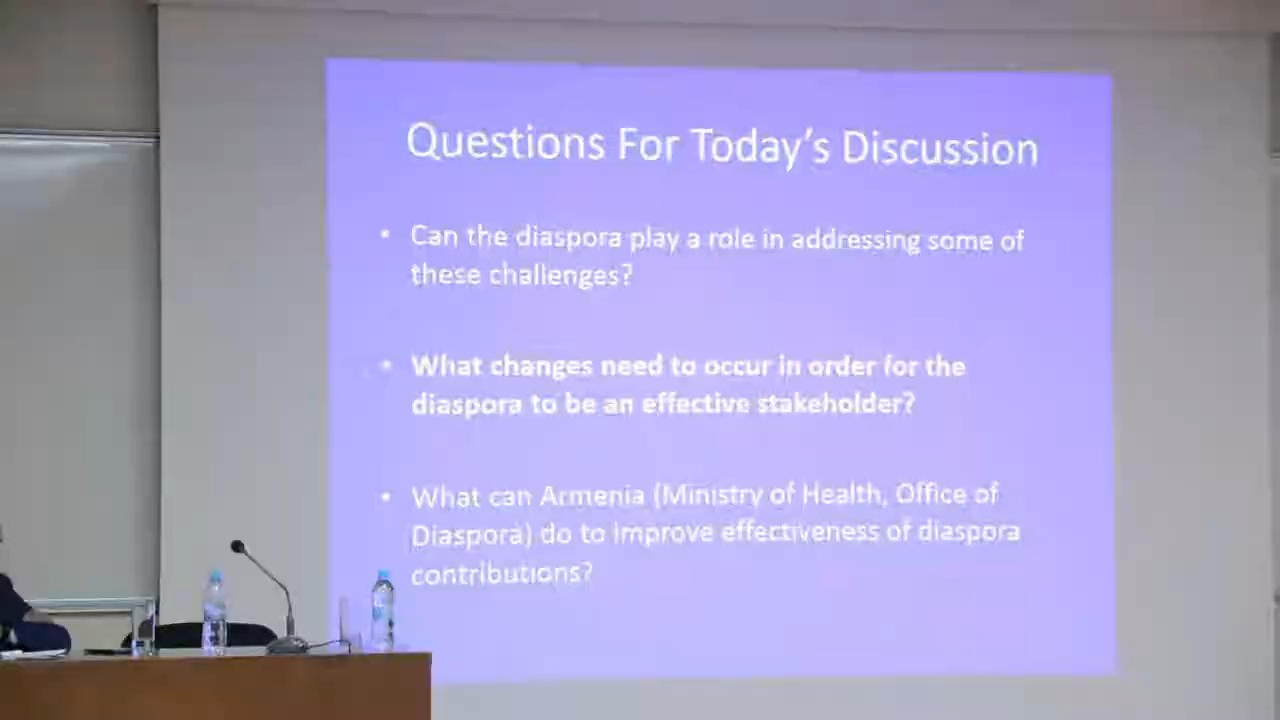 Questions For Today's Discussion
• Can the diaspora play a role in addressing some of
these challenges?
• What changes need to occur in order for the
diaspora to be an effective stakeholder?
• What can Armenia (Ministry of Health, Office of
Diaspora) do to improve effectiveness of diaspora
contributions?